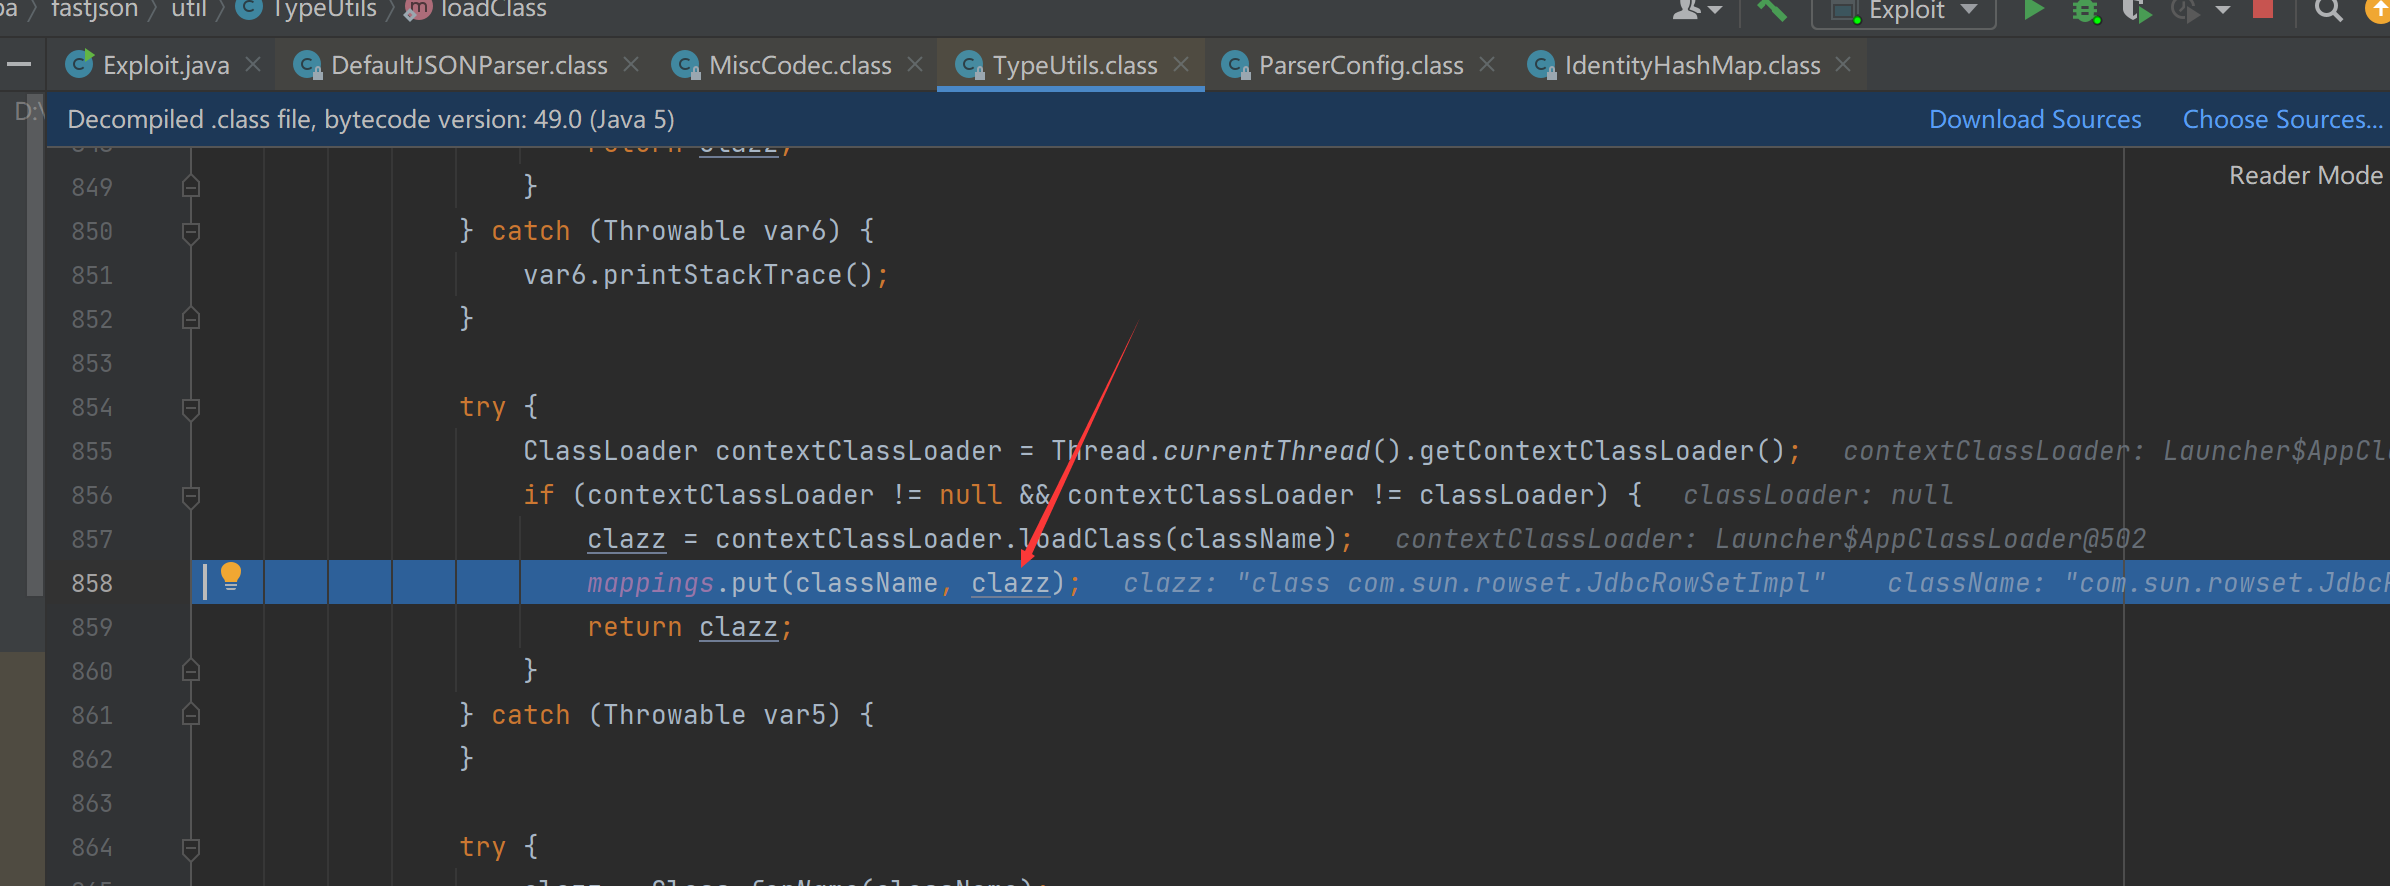 fastjson util TypeUtils loadClass Exploit
Exploit.java DefaultJSONParser.class MiscCodec.class TypeUtils.class ParserConfig.class IdentityHashMap.class
Decompiled .class file, bytecode version: 49.0 (Java 5) Download Sources Choose Sources...
D:\
return clazz;
Reader Mode
849 }
850 } catch (Throwable var6) {
851 var6.printStackTrace();
852 }
853
854 try {
855 ClassLoader contextClassLoader = Thread.currentThread().getContextClassLoader(); contextClassLoader: Launcher$AppCl
856 if (contextClassLoader != null && contextClassLoader != classLoader) { classLoader: null
857 clazz = contextClassLoader.loadClass(className); contextClassLoader: Launcher$AppClassLoader@502
858 mappings.put(className, clazz); clazz: "class com.sun.rowset.JdbcRowSetImpl" className: "com.sun.rowset.Jdbc
859 return clazz;
860 }
861 } catch (Throwable var5) {
862 }
863
864 try {
clazz = Class.forName(className);